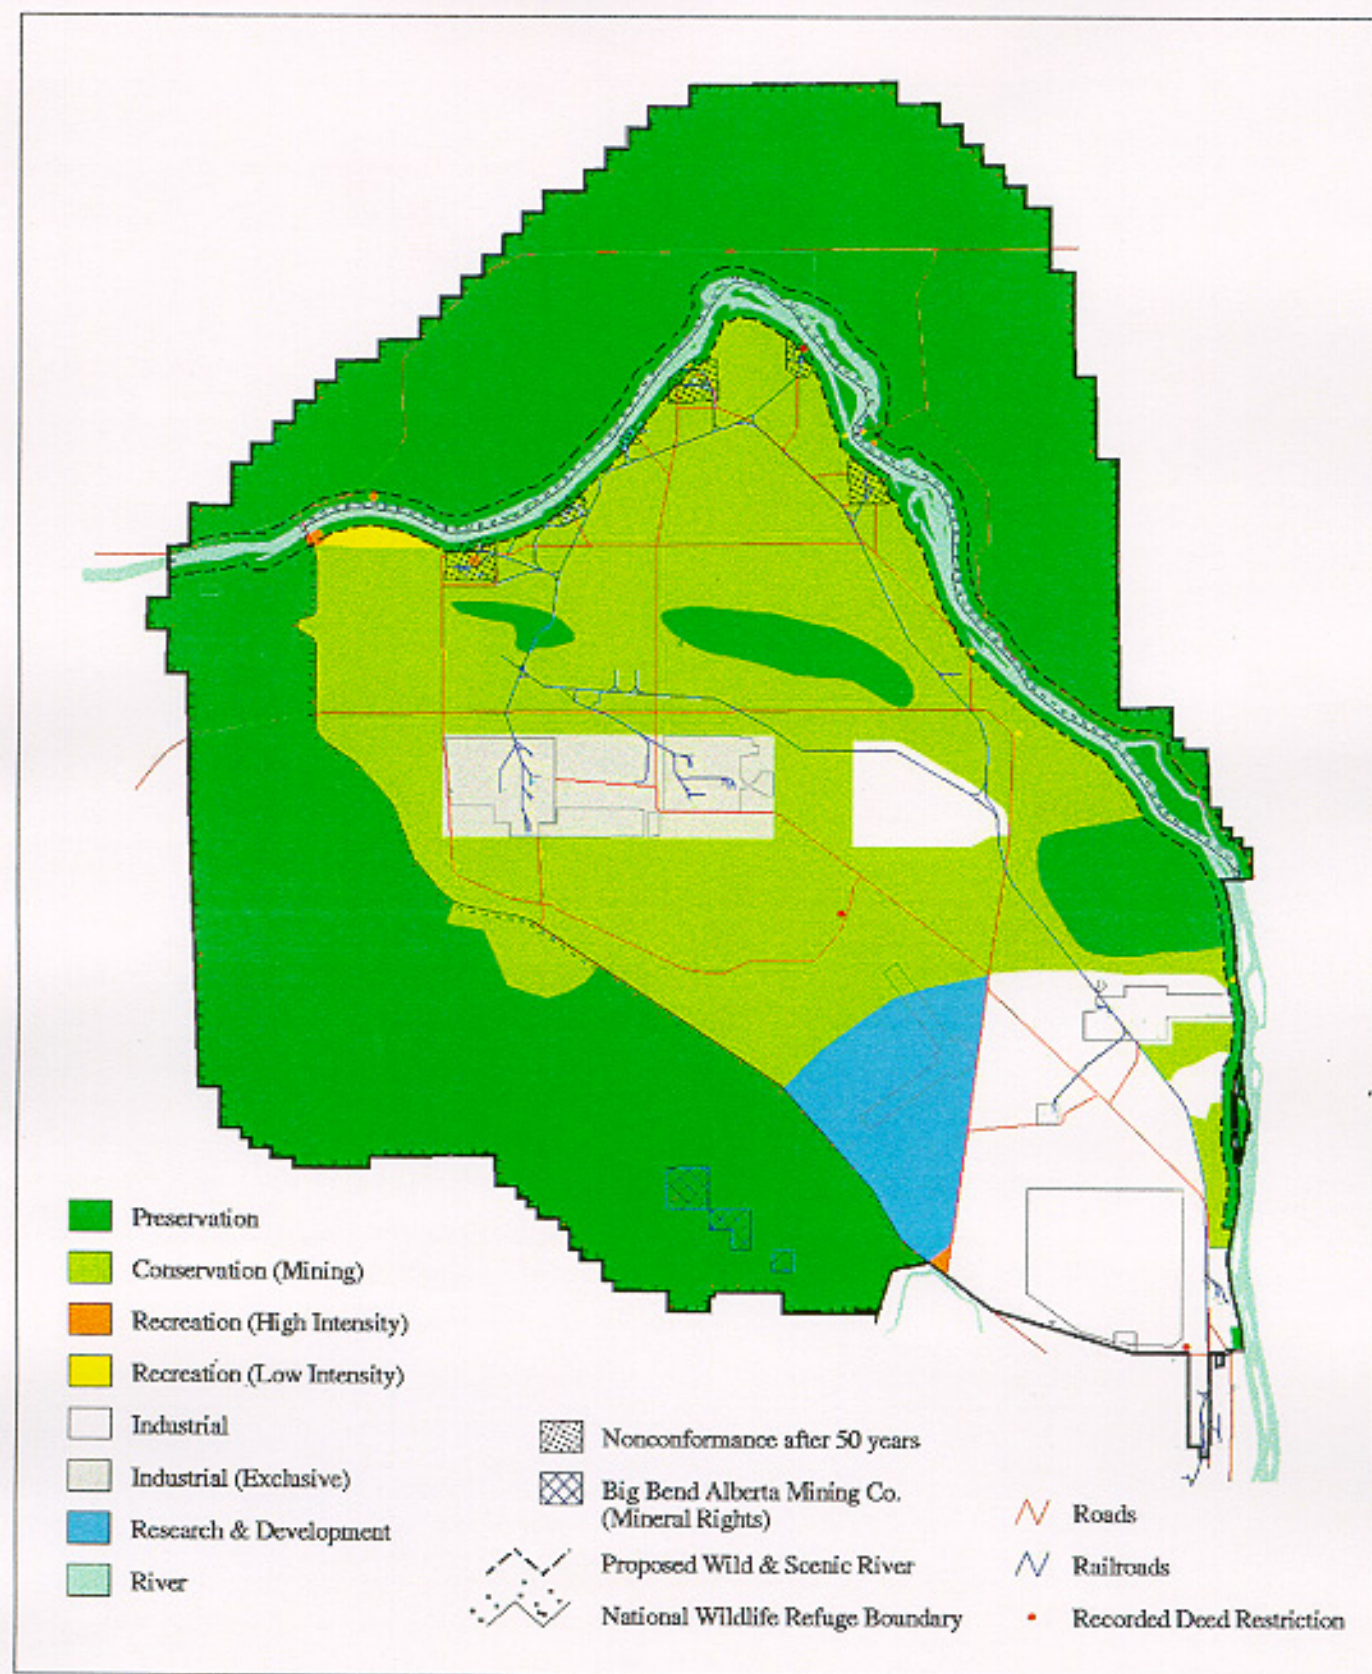 Preservation
Conservation (Mining)
Recreation (High Intensity)
Recreation (Low Intensity)
Industrial
Industrial (Exclusive)
Research & Development
River
Nonconformance after 50 years
Big Bend Alberta Mining Co.
(Mineral Rights)
Proposed Wild & Scenic River
National Wildlife Refuge Boundary
Roads
Railroads
Recorded Deed Restriction